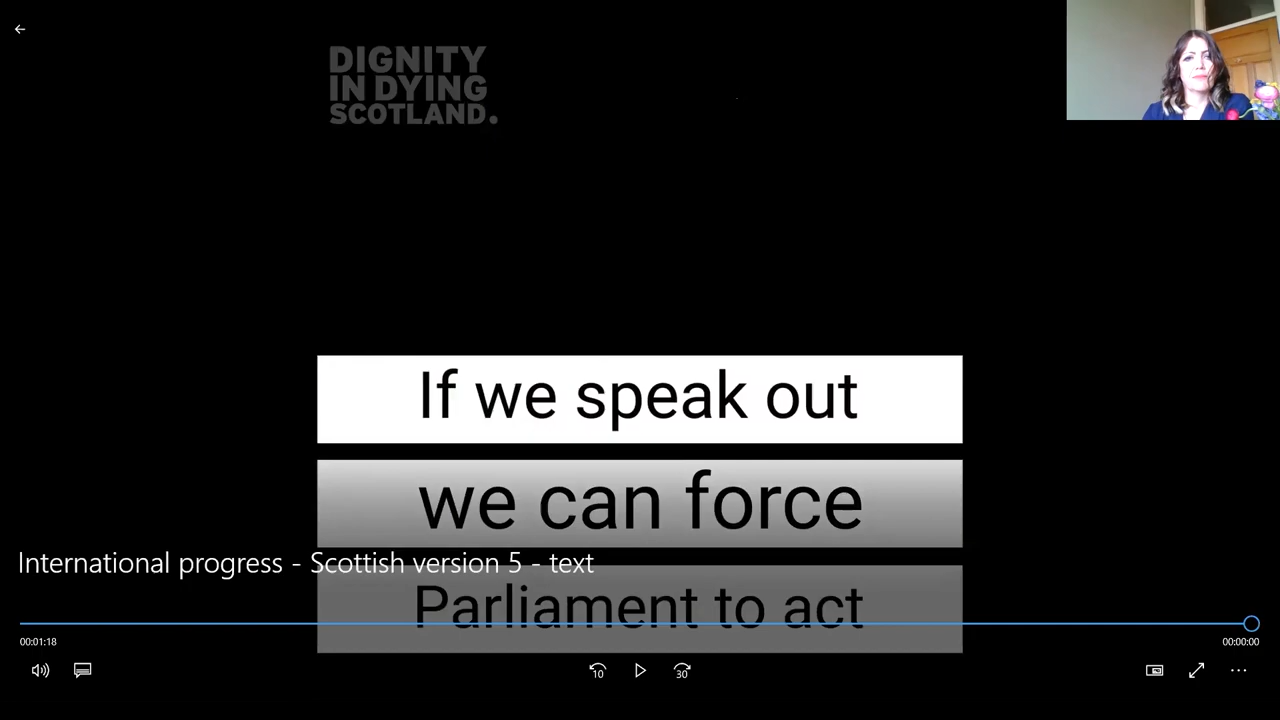 DIGNITY
IN DYING
SCOTLAND.
If we speak out
we can force
International progress - Scottish version 5 - text
Parliament to act
00:01:18
00:00:00
10
30